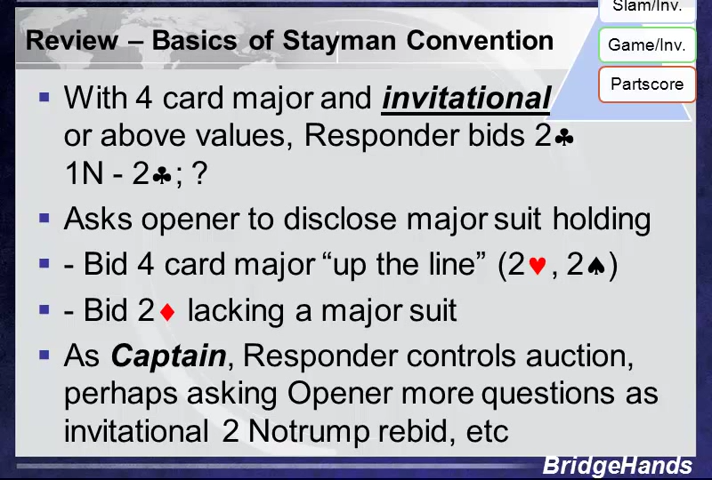 Slam/Inv.
Game/Inv.
Partscore
Review – Basics of Stayman Convention
▪ With 4 card major and invitational
or above values, Responder bids 2♣
1N - 2♣; ?
▪ Asks opener to disclose major suit holding
▪ - Bid 4 card major “up the line” (2♥, 2♠)
▪ - Bid 2♦ lacking a major suit
▪ As Captain, Responder controls auction,
perhaps asking Opener more questions as
invitational 2 Notrump rebid, etc
BridgeHands